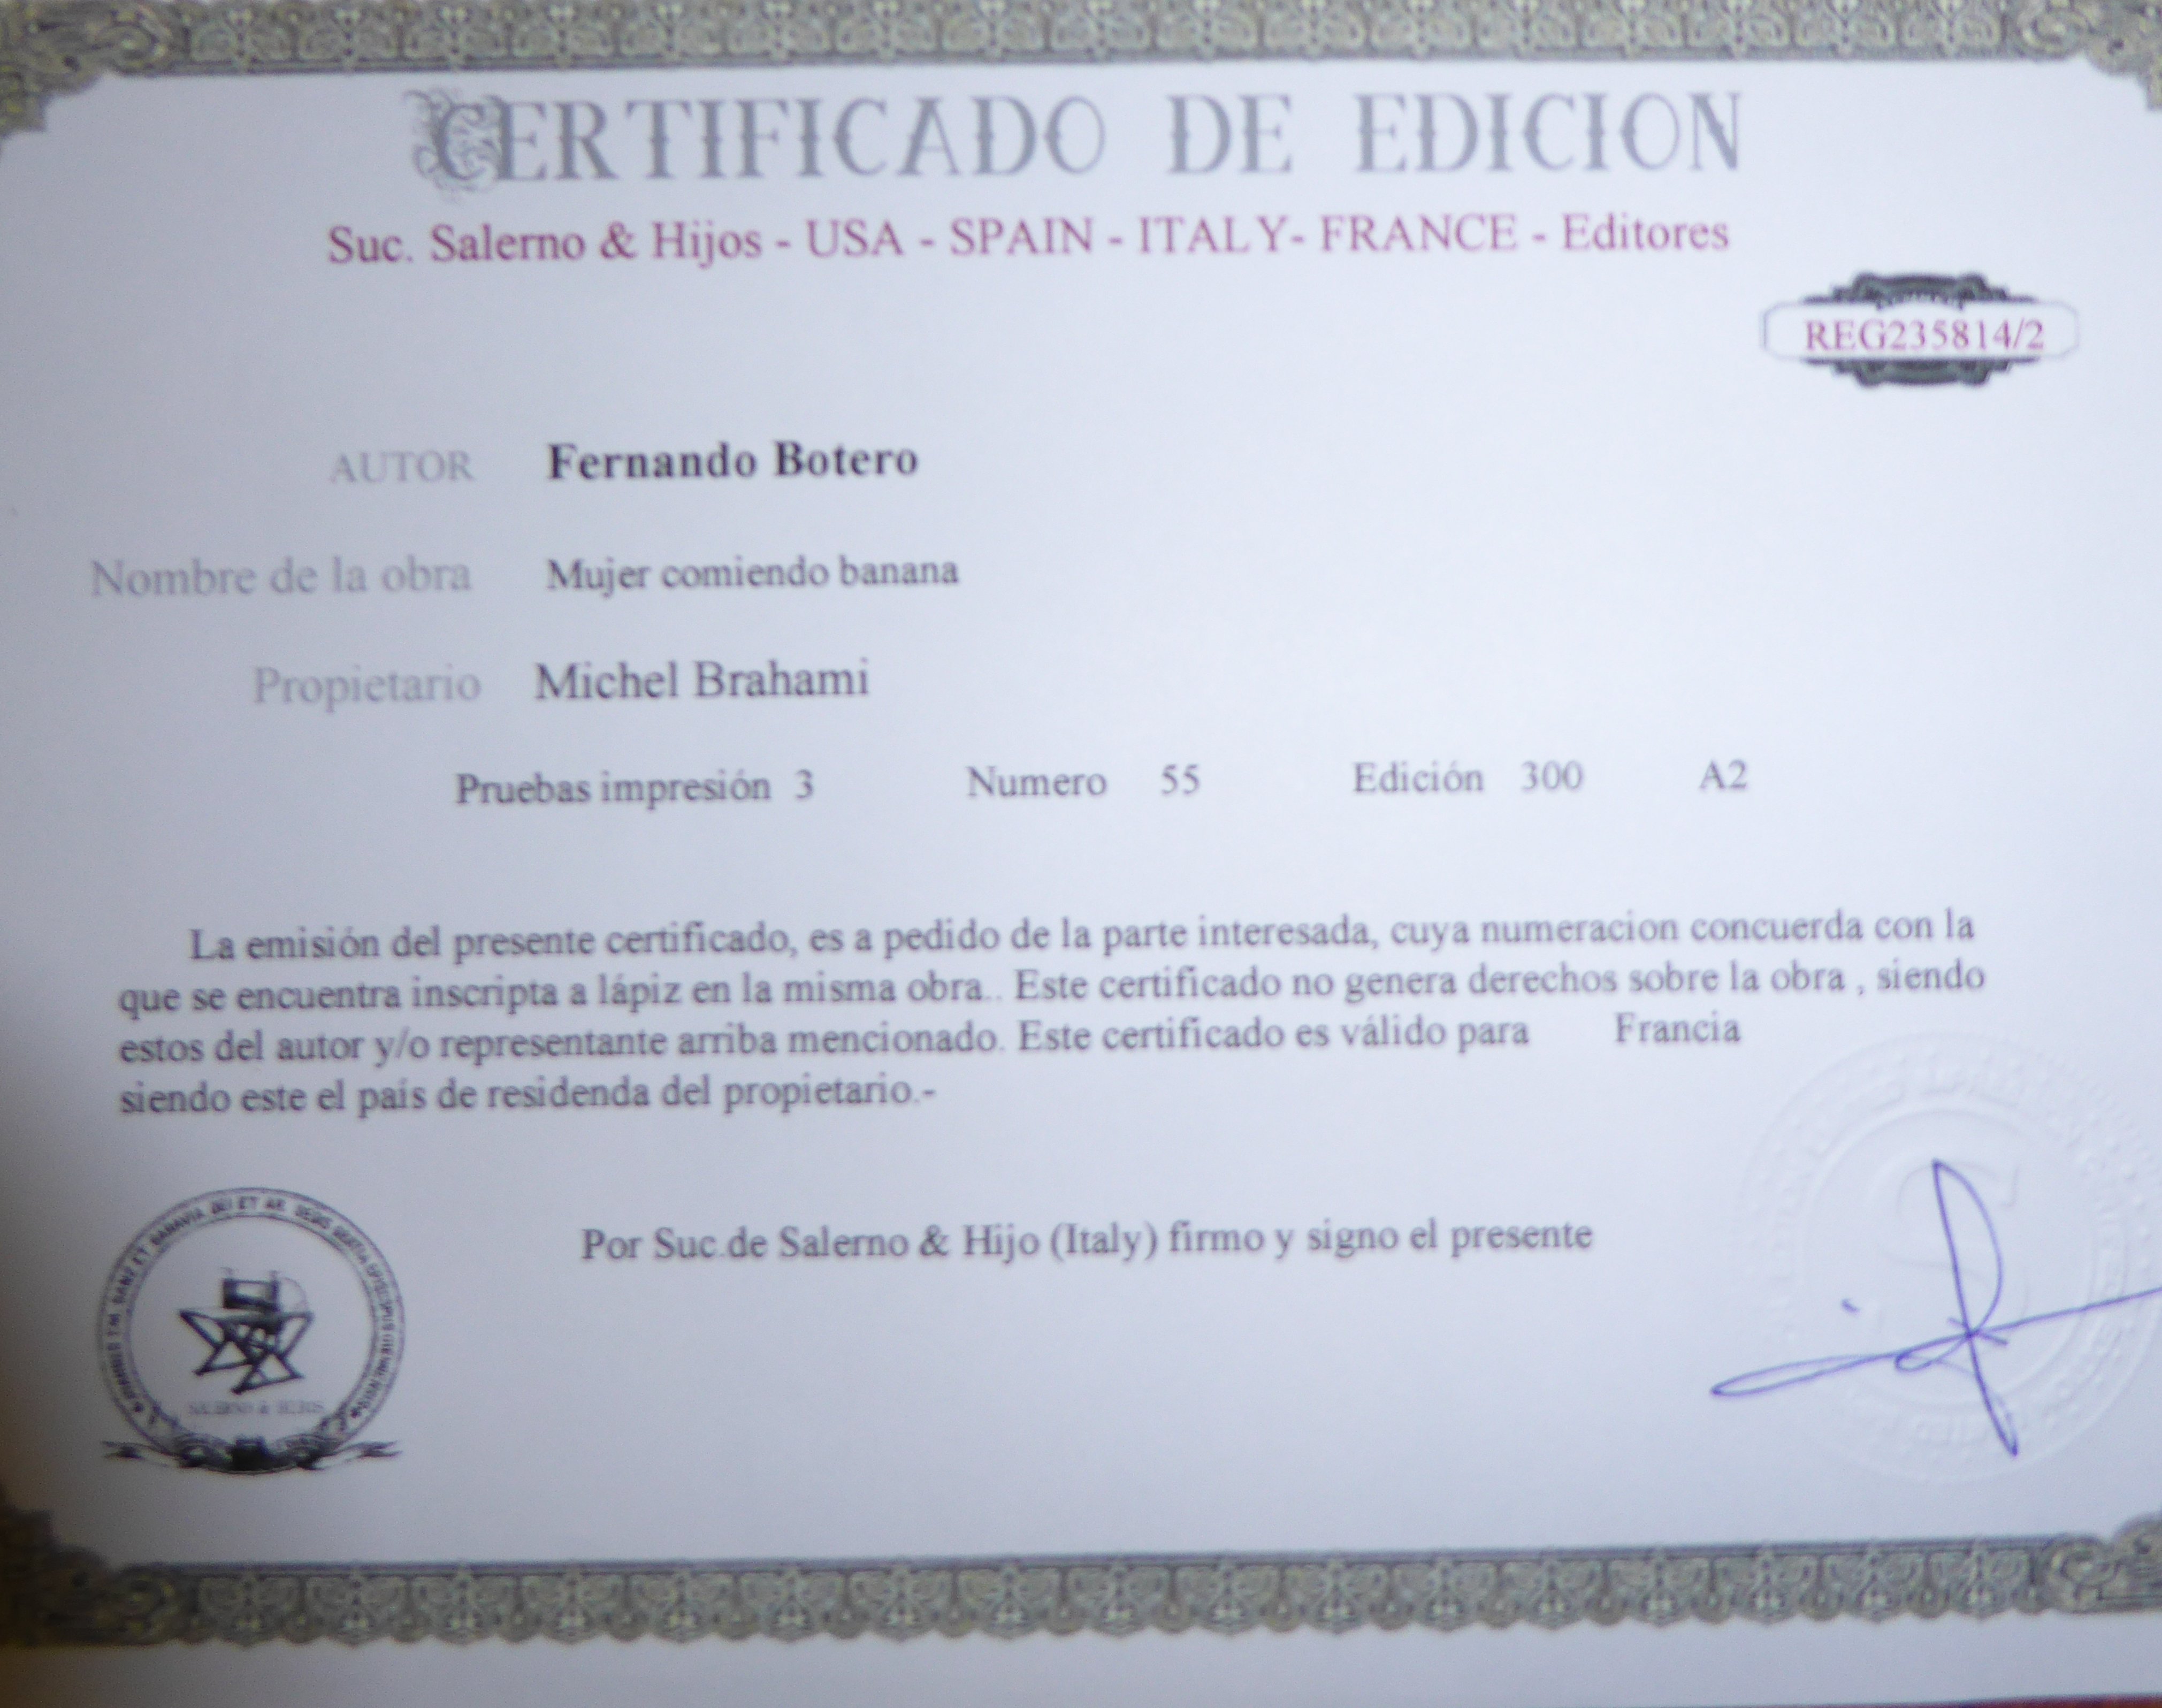 CERTIFICADO DE EDICION
Suc. Salerno & Hijos - USA - SPAIN - ITALY- FRANCE - Editores
REG235814/2
AUTOR Fernando Botero
Nombre de la obra Mujer comiendo banana
Propietario Michel Brahami
Pruebas impresión 3 Numero 55 Edición 300 A2
La emisión del presente certificado, es a pedido de la parte interesada, cuya numeracion concuerda con la
que se encuentra inscripta a lápiz en la misma obra.. Este certificado no genera derechos sobre la obra , siendo
estos del autor y/o representante arriba mencionado. Este certificado es válido para Francia
siendo este el país de residenda del propietario.-
Por Suc.de Salerno & Hijo (Italy) firmo y signo el presente
SALERNO & HIJOS